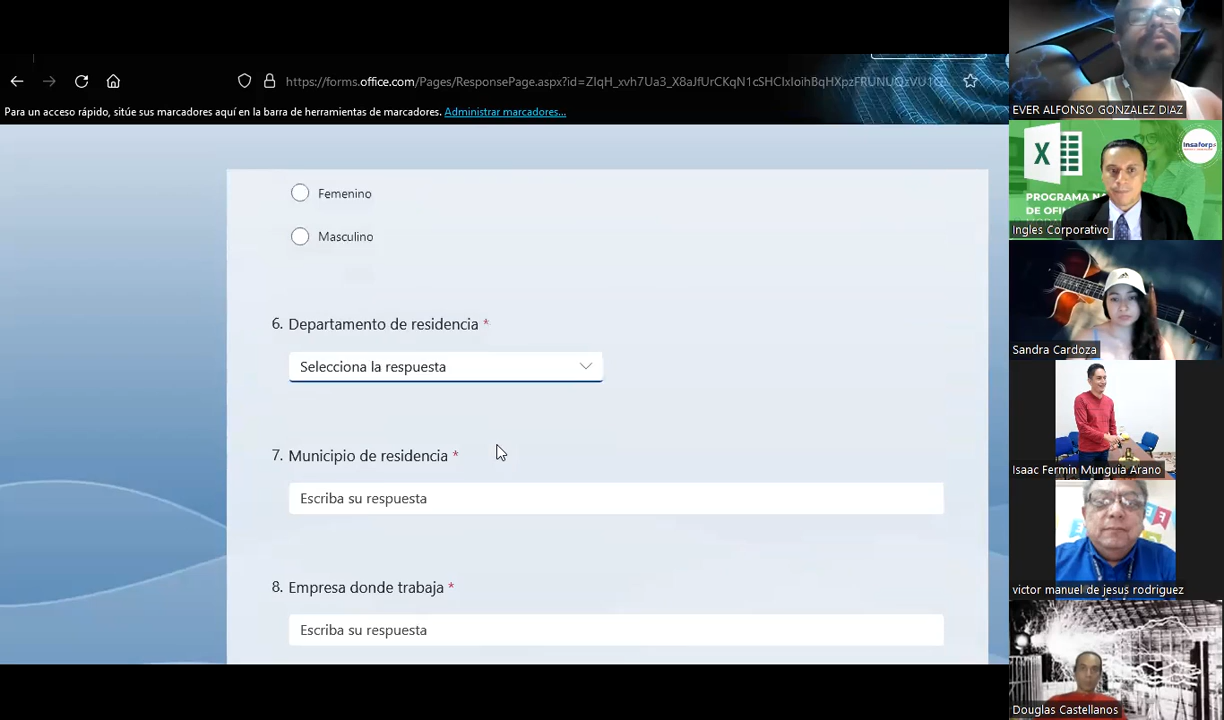 https://forms.office.com/Pages/ResponsePage.aspx?id=
Para un acceso rápido, sitúe sus marcadores aquí en la barra de herramientas de marcadores. Administrar marcadores...
Femenino
Masculino
6. Departamento de residencia *
Selecciona la respuesta
7. Municipio de residencia *
Escriba su respuesta
8. Empresa donde trabaja *
Escriba su respuesta
EVER ALFONSO GONZALEZ DIAZ
X
Insaforp
PROGRAMA
DE
Ingles Corporativo
Sandra Cardoza
Isaac Fermin Munguia Arano
victor manuel de jesus rodriguez
Douglas Castellanos